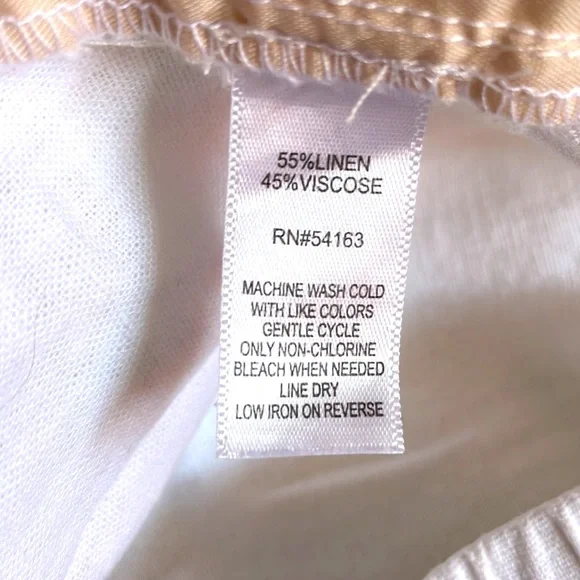 55%LINEN
45%VISCOSE
RN#54163
MACHINE WASH COLD
WITH LIKE COLORS
GENTLE CYCLE
ONLY NON-CHLORINE
BLEACH WHEN NEEDED
LINE DRY
LOW IRON ON REVERSE